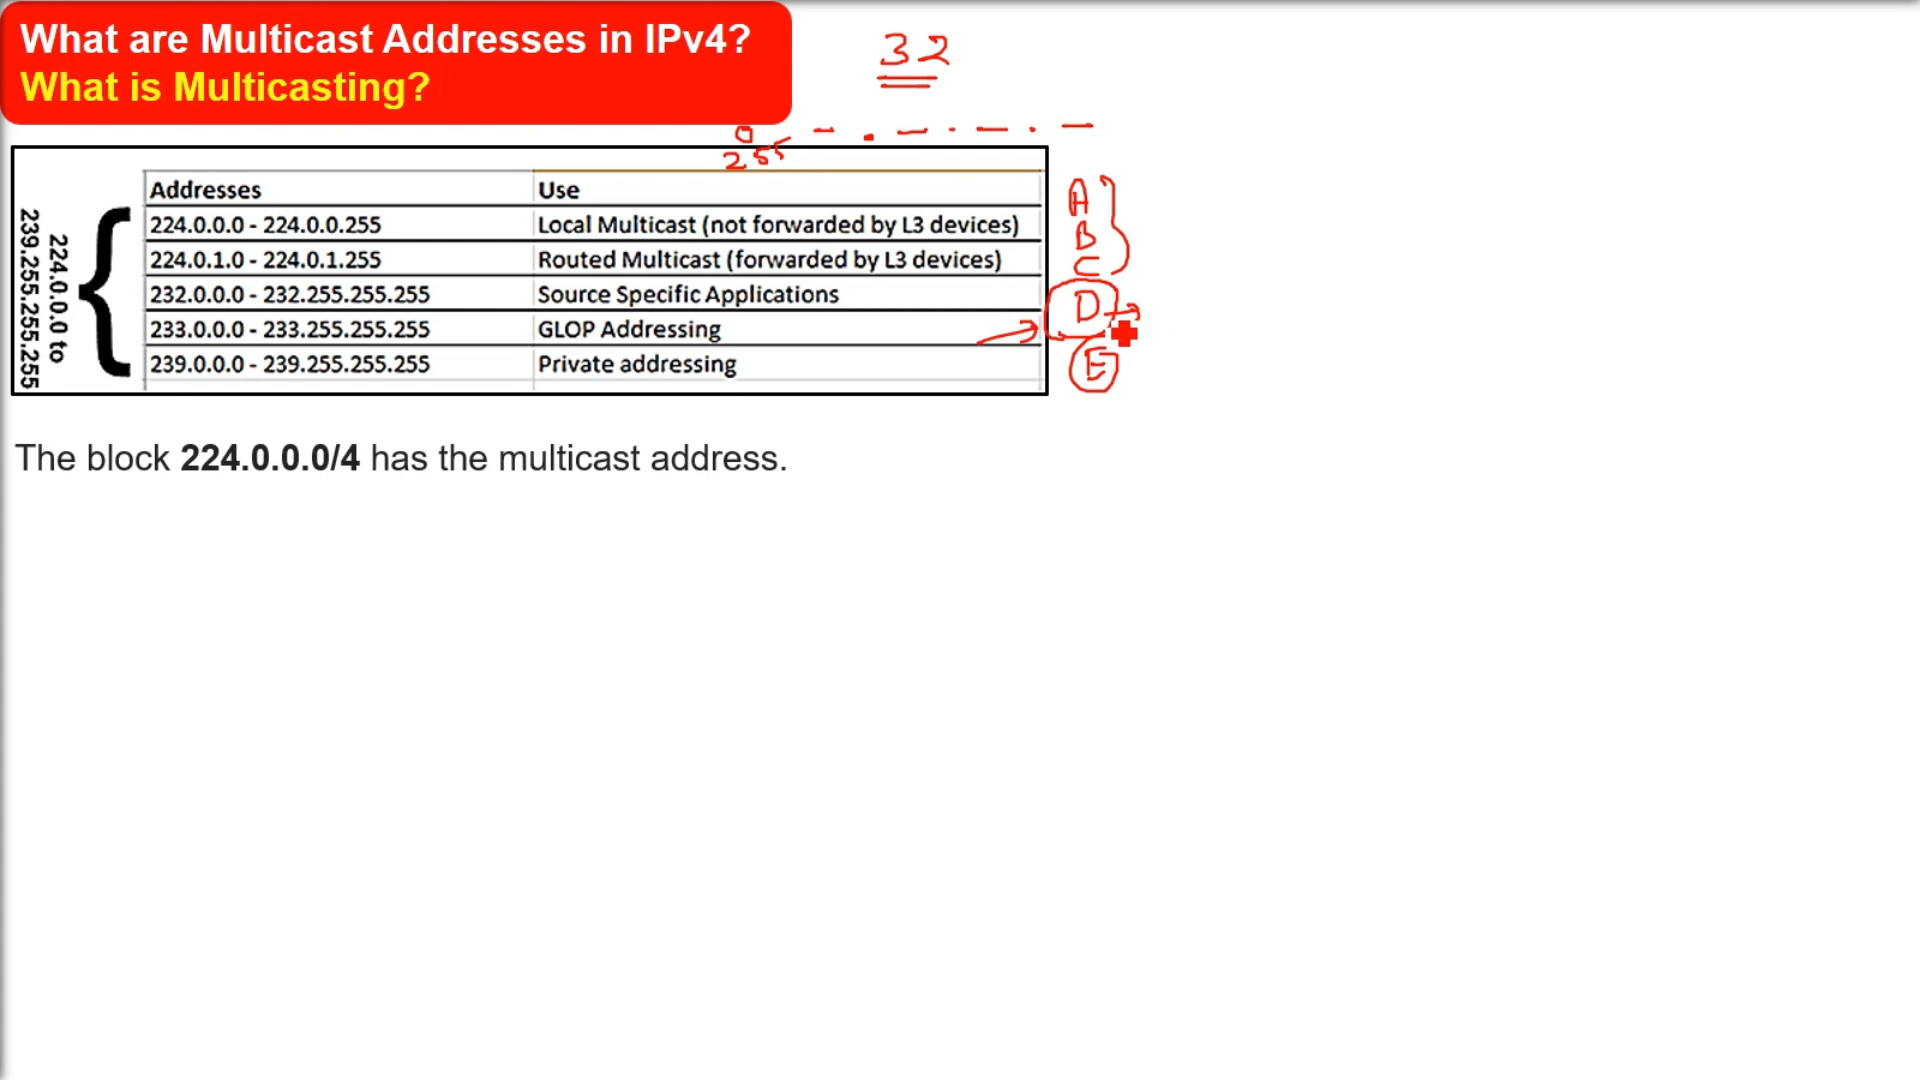 What are Multicast Addresses in IPv4?
What is Multicasting?
32
0
255
224.0.0.0 to
239.255.255.255
Addresses Use
224.0.0.0 - 224.0.0.255 Local Multicast (not forwarded by L3 devices)
224.0.1.0 - 224.0.1.255 Routed Multicast (forwarded by L3 devices)
232.0.0.0 - 232.255.255.255 Source Specific Applications
233.0.0.0 - 233.255.255.255 GLOP Addressing
239.0.0.0 - 239.255.255.255 Private addressing
A
B
C
D
E
The block 224.0.0.0/4 has the multicast address.